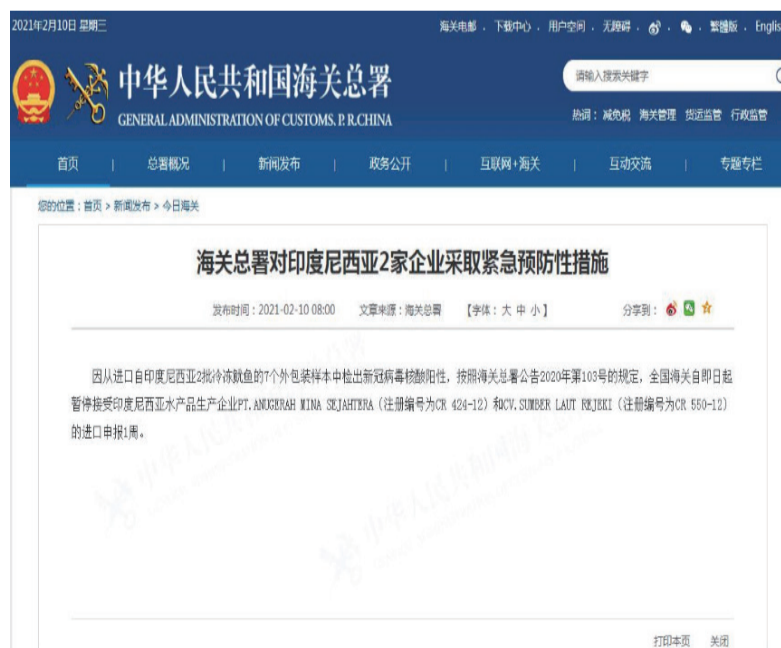 2021年2月10日 星期三
海关电邮 . 下载中心 . 用户空间 . 无障碍 . . . 繁體版 . Englis
中华人民共和国海关总署
GENERAL ADMINISTRATION OF CUSTOMS. P. R.CHINA
请输入搜索关键字
热词： 减免税 海关管理 货运监管 行政监管
首页 | 总署概况 | 新闻发布 | 政务公开 | 互联网+海关 | 互动交流 | 专题专栏
您的位置：首页 > 新闻发布 > 今日海关
海关总署对印度尼西亚2家企业采取紧急预防性措施
发布时间：2021-02-10 08:00 文章来源：海关总署 【字体：大 中 小】 分享到：
因从进口自印度尼西亚2批冷冻鱿鱼的7个外包装样本中检出新冠病毒核酸阳性，按照海关总署公告2020年第103号的规定，全国海关自即日起
暂停接受印度尼西亚水产品生产企业PT.ANUGERAH MINA SEJAHTERA（注册编号为CR 424-12）和CV.SUMBER LAUT REJEKI（注册编号为CR 550-12）
的进口申报1周。
打印本页 关闭